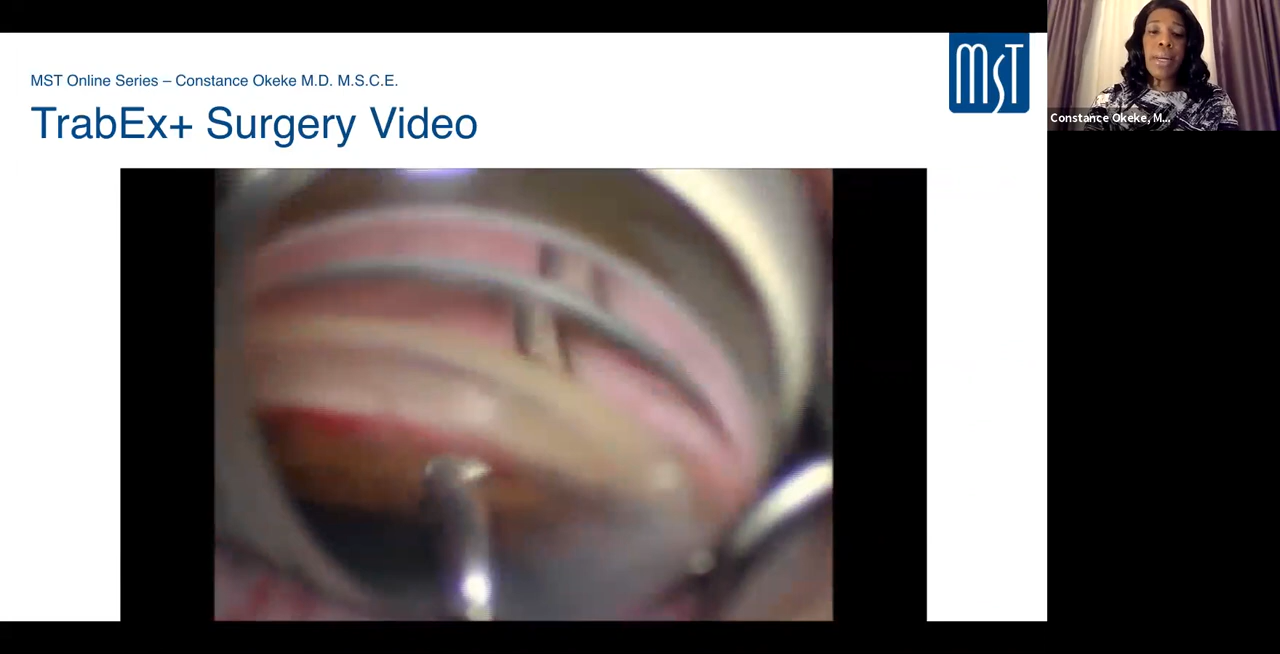 MST Online Series – Constance Okeke M.D. M.S.C.E.
TrabEx+ Surgery Video
MST
Constance Okeke, M...